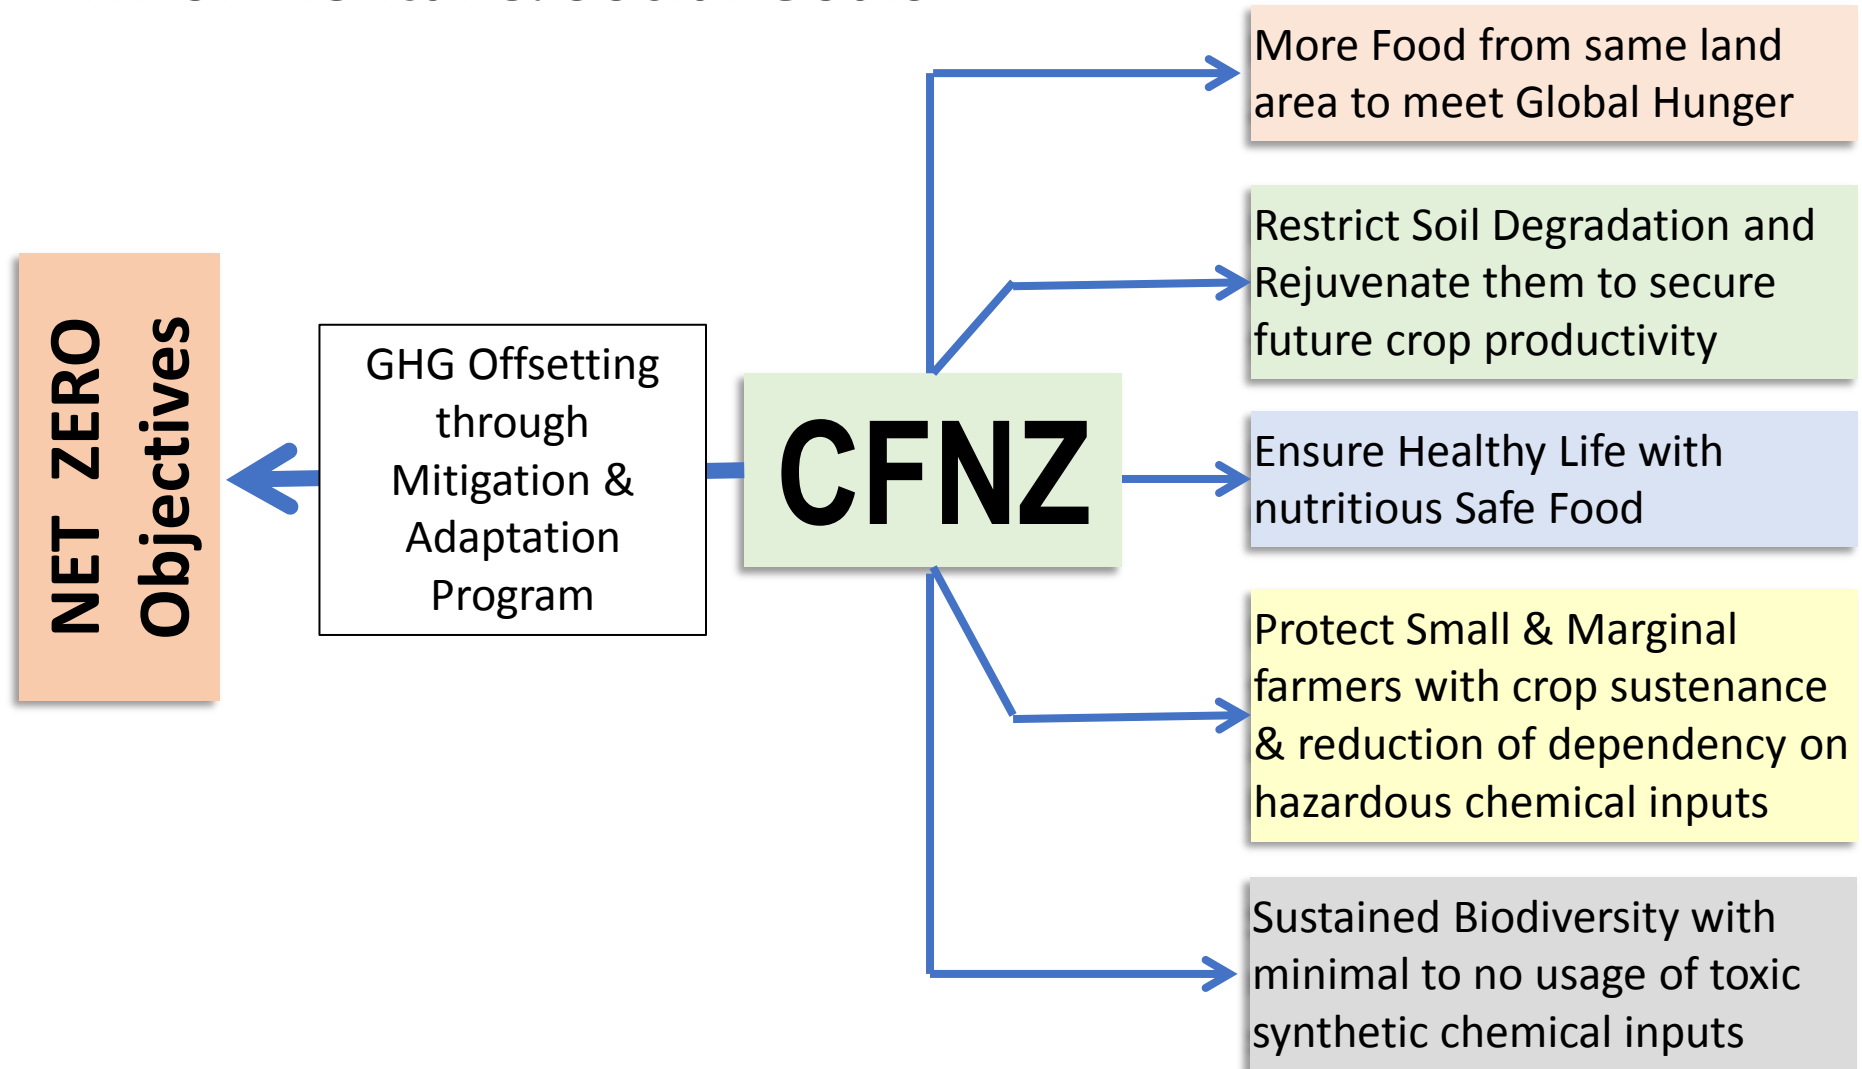 NET ZERO
Objectives
GHG Offsetting
through
Mitigation &
Adaptation
Program
CFNZ
More Food from same land
area to meet Global Hunger
Restrict Soil Degradation and
Rejuvenate them to secure
future crop productivity
Ensure Healthy Life with
nutritious Safe Food
Protect Small & Marginal
farmers with crop sustenance
& reduction of dependency on
hazardous chemical inputs
Sustained Biodiversity with
minimal to no usage of toxic
synthetic chemical inputs